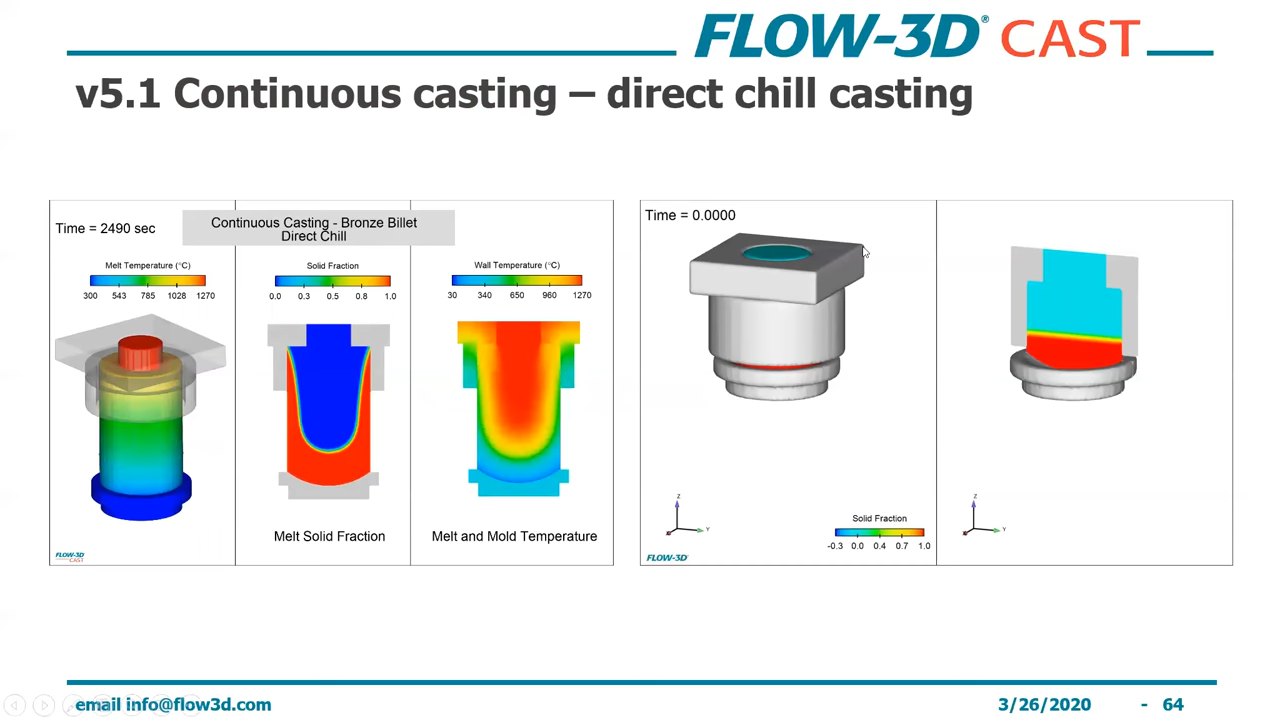 FLOW-3D® CAST
v5.1 Continuous casting – direct chill casting
Time = 2490 sec
Continuous Casting - Bronze Billet
Direct Chill
Melt Temperature (°C)
300 543 785 1028 1270
Solid Fraction
0.0 0.3 0.5 0.8 1.0
Wall Temperature (°C)
30 340 650 960 1270
Melt Solid Fraction
Melt and Mold Temperature
FLOW-3D
CAST
Time = 0.0000
Z
Y
Solid Fraction
-0.3 0.0 0.4 0.7 1.0
FLOW-3D
Z
Y
email info@flow3d.com
3/26/2020
- 64